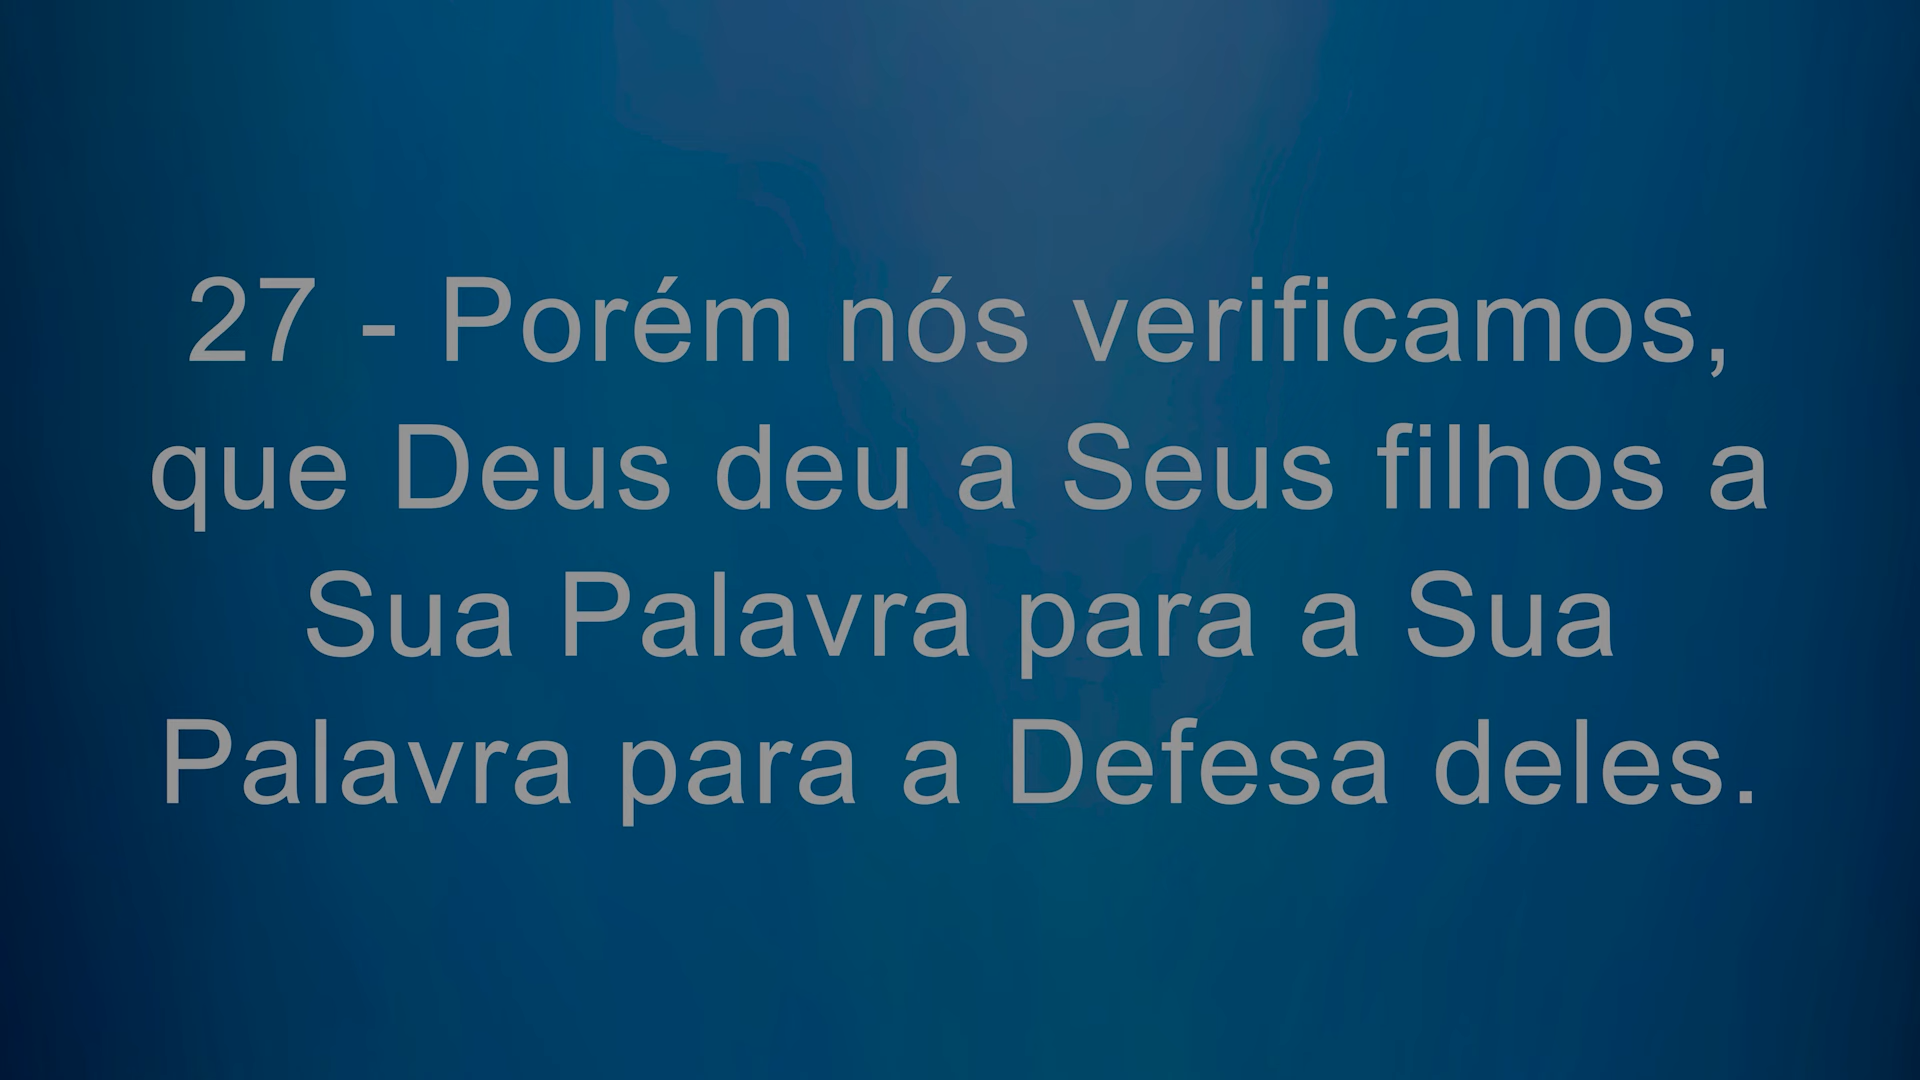 27 - Porém nós verificamos,
que Deus deu a Seus filhos a
Sua Palavra para a Sua
Palavra para a Defesa deles.